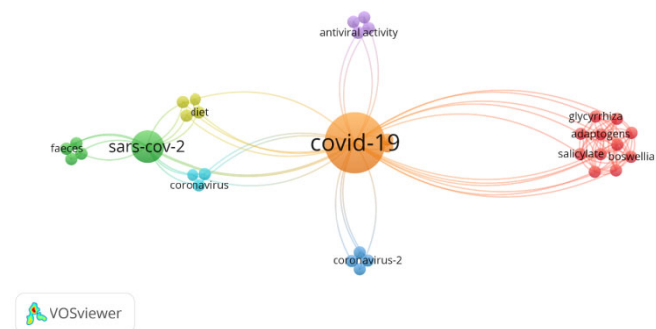 antiviral activity
diet
glycyrrhiza
covid-19
adaptogens
faeces
sars-cov-2
salicylate
boswellia
coronavirus
coronavirus-2
VOSviewer